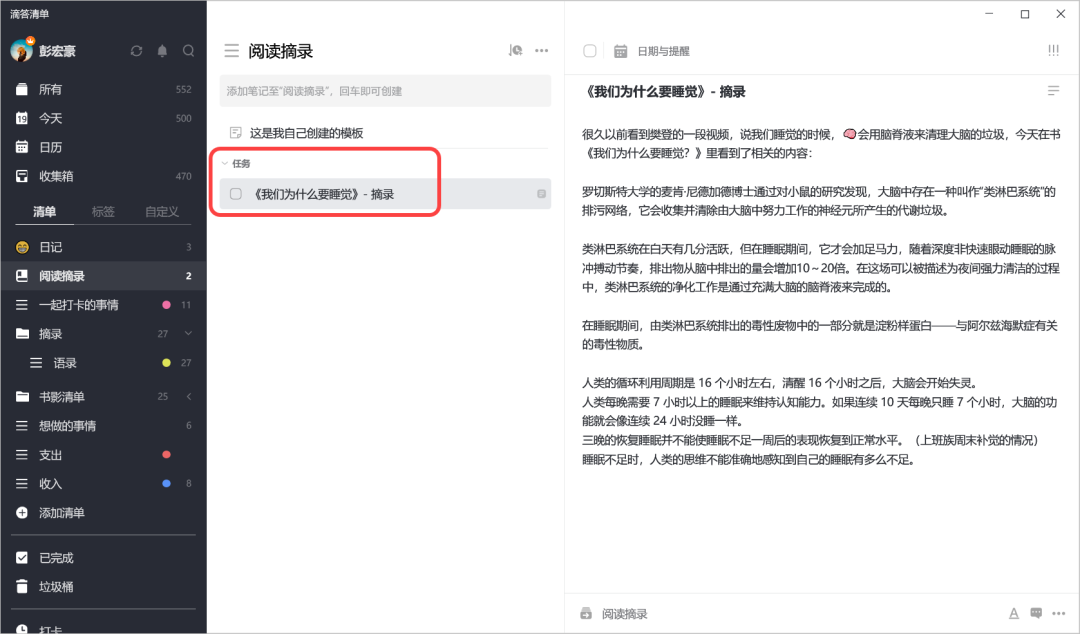 滴答清单
彭宏豪
所有 552
19 今天 500
日历
收集箱 470
清单 标签 自定义
日记 3
阅读摘录 2
一起打卡的事情 11
摘录 27
语录 27
书影清单 25
想做的事情 6
支出
收入 8
添加清单
已完成
垃圾桶
打卡
阅读摘录
添加笔记至“阅读摘录”，回车即可创建
这是我自己创建的模板
任务
《我们为什么要睡觉》- 摘录
日期与提醒
《我们为什么要睡觉》- 摘录
很久以前看到樊登的一段视频，说我们睡觉的时候，🧠会用脑脊液来清理大脑的垃圾，今天在书
《我们为什么要睡觉？》里看到了相关的内容：
罗切斯特大学的麦肯·尼德加德博士通过对小鼠的研究发现，大脑中存在一种叫作“类淋巴系统”的
排污网络，它会收集并清除由大脑中努力工作的神经元所产生的代谢垃圾。
类淋巴系统在白天有几分活跃，但在睡眠期间，它才会加足马力，随着深度非快速眼动睡眠的脉
冲搏动节奏，排出物从脑中排出的量会增加10～20倍。在这场可以被描述为夜间强力清洁的过程
中，类淋巴系统的净化工作是通过充满大脑的脑脊液来完成的。
在睡眠期间，由类淋巴系统排出的毒性废物中的一部分就是淀粉样蛋白——与阿尔兹海默症有关
的毒性物质。
人类的循环利用周期是 16 个小时左右，清醒 16 个小时之后，大脑会开始失灵。
人类每晚需要 7 小时以上的睡眠来维持认知能力。如果连续 10 天每晚只睡 7 个小时，大脑的功
能就会像连续 24 小时没睡一样。
三晚的恢复睡眠并不能使睡眠不足一周后的表现恢复到正常水平。（上班族周末补觉的情况）
睡眠不足时，人类的思维不能准确地感知到自己的睡眠有多么不足。
阅读摘录